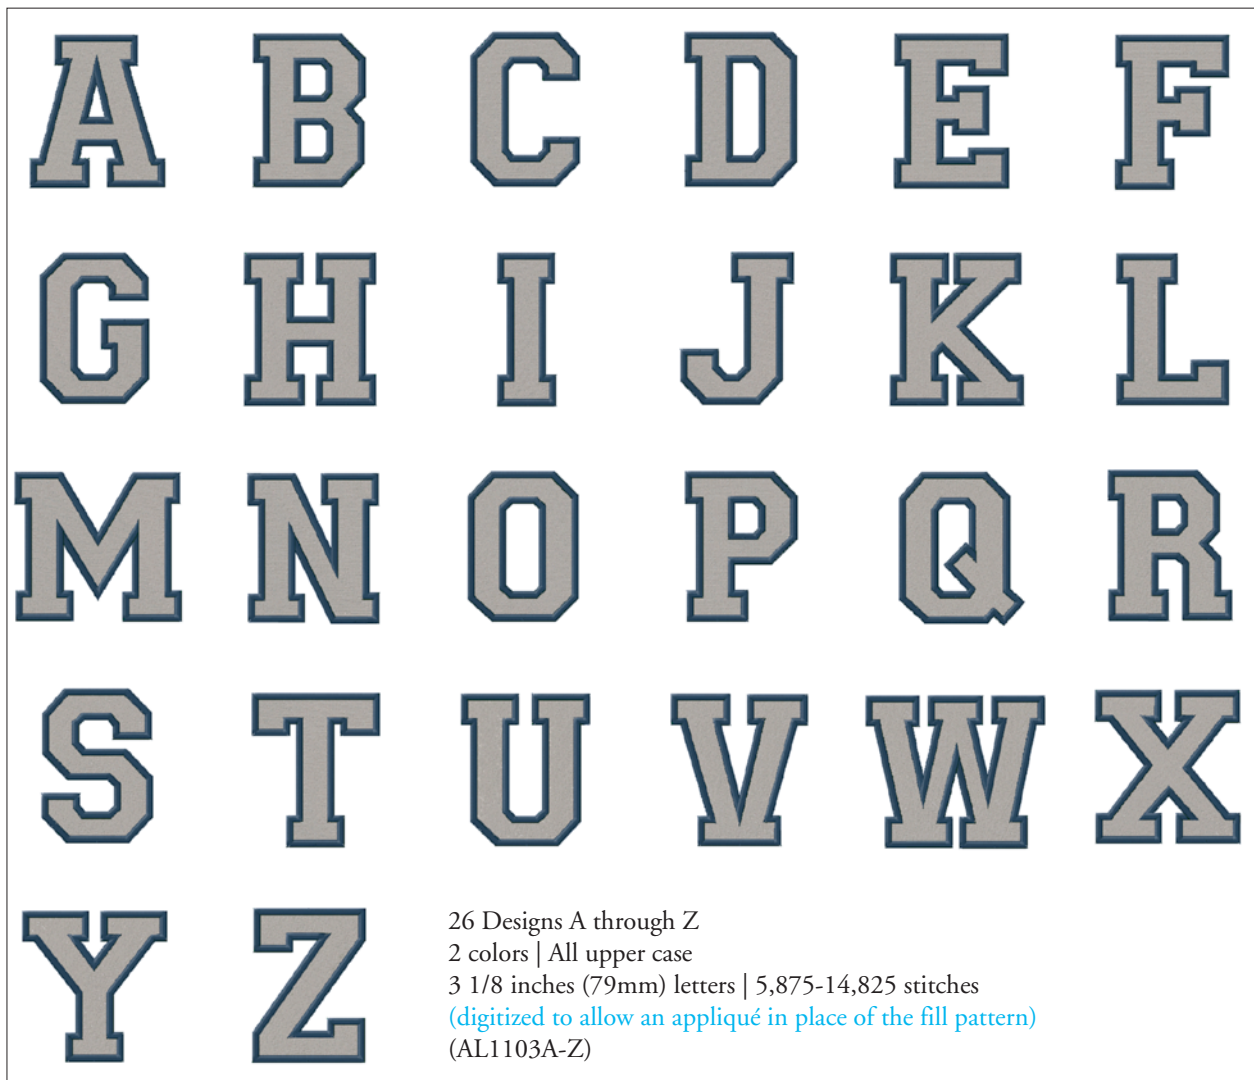 A B C D E F
G H I J K L
M N O P Q R
S T U V W X
Y Z
26 Designs A through Z
2 colors | All upper case
3 1/8 inches (79mm) letters | 5,875-14,825 stitches
(digitized to allow an appliqué in place of the fill pattern)
(AL1103A-Z)